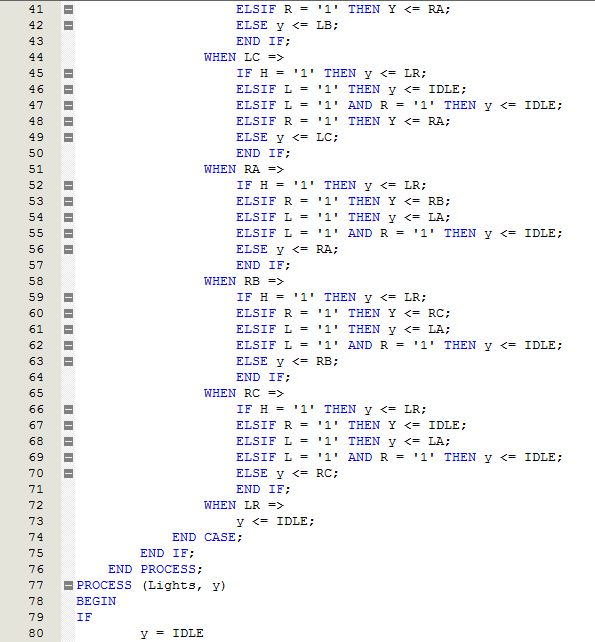 41 ELSIF R = '1' THEN Y <= RA;
42 ELSE y <= LB;
43 END IF;
44 WHEN LC =>
45 IF H = '1' THEN y <= LR;
46 ELSIF L = '1' THEN y <= IDLE;
47 ELSIF L = '1' AND R = '1' THEN y <= IDLE;
48 ELSIF R = '1' THEN Y <= RA;
49 ELSE y <= LC;
50 END IF;
51 WHEN RA =>
52 IF H = '1' THEN y <= LR;
53 ELSIF R = '1' THEN Y <= RB;
54 ELSIF L = '1' THEN y <= LA;
55 ELSIF L = '1' AND R = '1' THEN y <= IDLE;
56 ELSE y <= RA;
57 END IF;
58 WHEN RB =>
59 IF H = '1' THEN y <= LR;
60 ELSIF R = '1' THEN Y <= RC;
61 ELSIF L = '1' THEN y <= LA;
62 ELSIF L = '1' AND R = '1' THEN y <= IDLE;
63 ELSE y <= RB;
64 END IF;
65 WHEN RC =>
66 IF H = '1' THEN y <= LR;
67 ELSIF R = '1' THEN Y <= IDLE;
68 ELSIF L = '1' THEN y <= LA;
69 ELSIF L = '1' AND R = '1' THEN y <= IDLE;
70 ELSE y <= RC;
71 END IF;
72 WHEN LR =>
73 y <= IDLE;
74 END CASE;
75 END IF;
76 END PROCESS;
77 PROCESS (Lights, y)
78 BEGIN
79 IF
80 y = IDLE